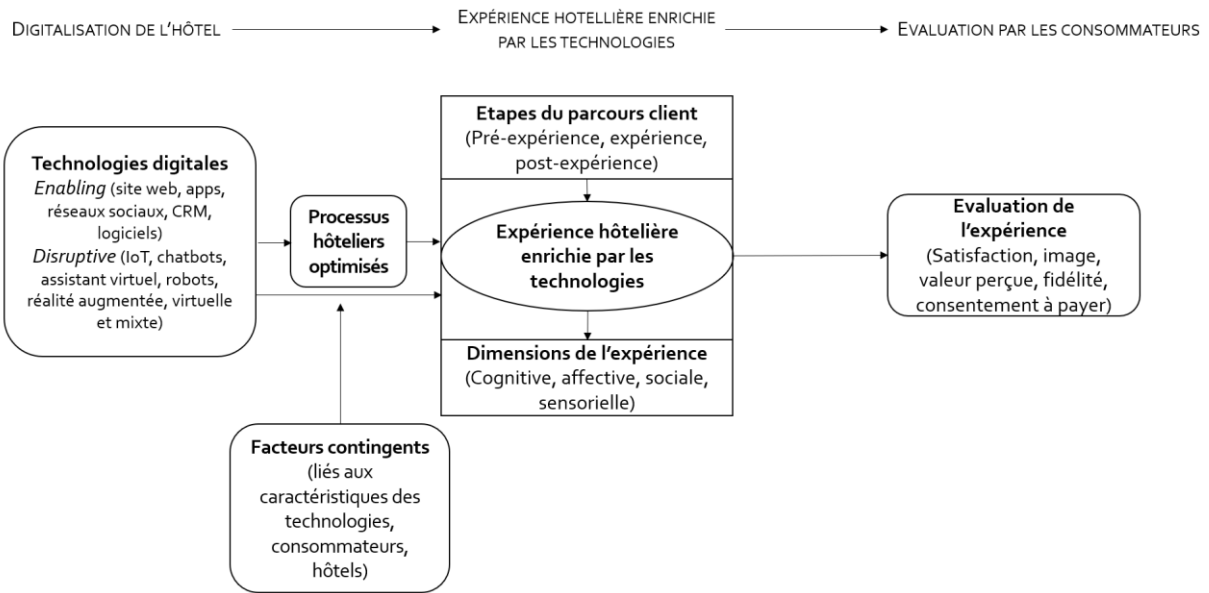 DIGITALISATION DE L'HÔTEL
EXPÉRIENCE HOTELLIÈRE ENRICHIE
PAR LES TECHNOLOGIES
EVALUATION PAR LES CONSOMMATEURS
Technologies digitales
Enabling (site web, apps,
réseaux sociaux, CRM,
logiciels)
Disruptive (IoT, chatbots,
assistant virtuel, robots,
réalité augmentée, virtuelle
et mixte)
Processus
hôteliers
optimisés
Etapes du parcours client
(Pré-expérience, expérience,
post-expérience)
Expérience hôtelière
enrichie par les
technologies
Dimensions de l'expérience
(Cognitive, affective, sociale,
sensorielle)
Evaluation de
l'expérience
(Satisfaction, image,
valeur perçue, fidélité,
consentement à payer)
Facteurs contingents
(liés aux
caractéristiques des
technologies,
consommateurs,
hôtels)